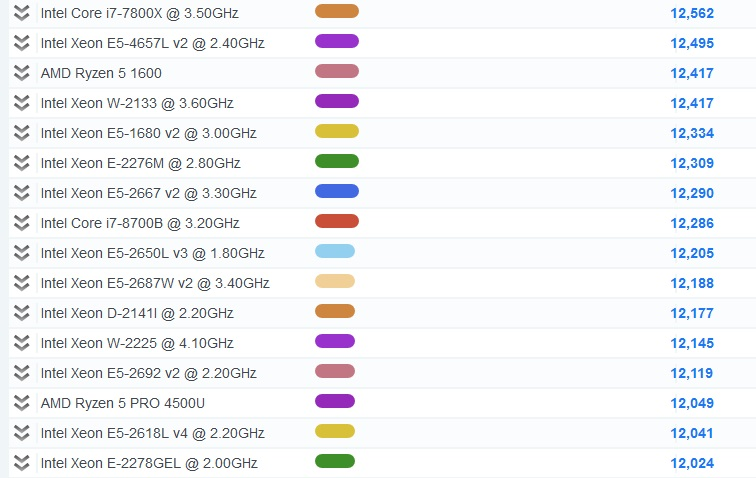 Intel Core i7-7800X @ 3.50GHz 12,562
Intel Xeon E5-4657L v2 @ 2.40GHz 12,495
AMD Ryzen 5 1600 12,417
Intel Xeon W-2133 @ 3.60GHz 12,417
Intel Xeon E5-1680 v2 @ 3.00GHz 12,334
Intel Xeon E-2276M @ 2.80GHz 12,309
Intel Xeon E5-2667 v2 @ 3.30GHz 12,290
Intel Core i7-8700B @ 3.20GHz 12,286
Intel Xeon E5-2650L v3 @ 1.80GHz 12,205
Intel Xeon E5-2687W v2 @ 3.40GHz 12,188
Intel Xeon D-2141I @ 2.20GHz 12,177
Intel Xeon W-2225 @ 4.10GHz 12,145
Intel Xeon E5-2692 v2 @ 2.20GHz 12,119
AMD Ryzen 5 PRO 4500U 12,049
Intel Xeon E5-2618L v4 @ 2.20GHz 12,041
Intel Xeon E-2278GEL @ 2.00GHz 12,024